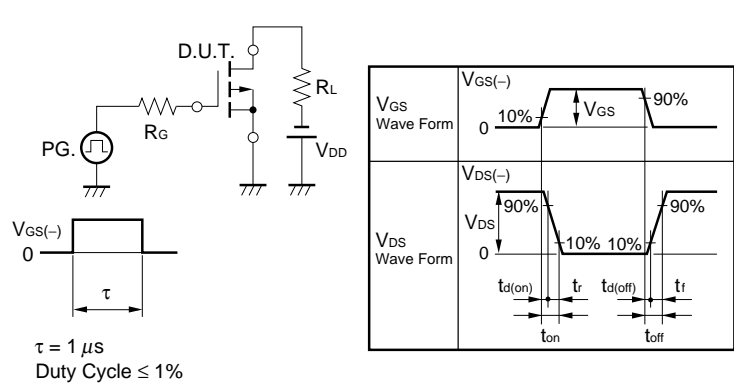 D.U.T.
RL
RG
PG.
VDD
VGS(−)
0
τ
τ = 1 μs
Duty Cycle ≤ 1%
VGS
Wave Form
VGS(−)
10%
VGS
90%
0
VDS
Wave Form
VDS(−)
90%
VDS
90%
10% 10%
0
td(on) tr td(off) tf
ton toff